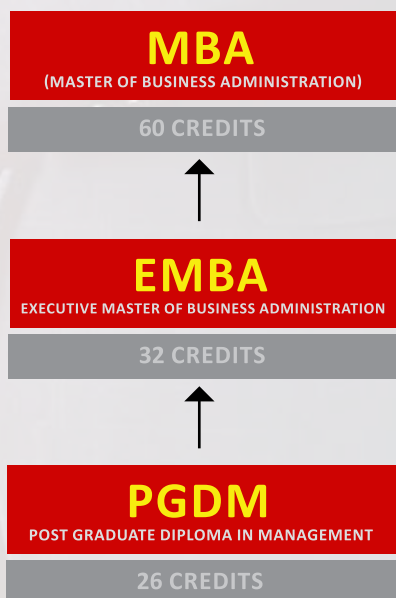 MBA
(MASTER OF BUSINESS ADMINISTRATION)
60 CREDITS
EMBA
EXECUTIVE MASTER OF BUSINESS ADMINISTRATION
32 CREDITS
PGDM
POST GRADUATE DIPLOMA IN MANAGEMENT
26 CREDITS